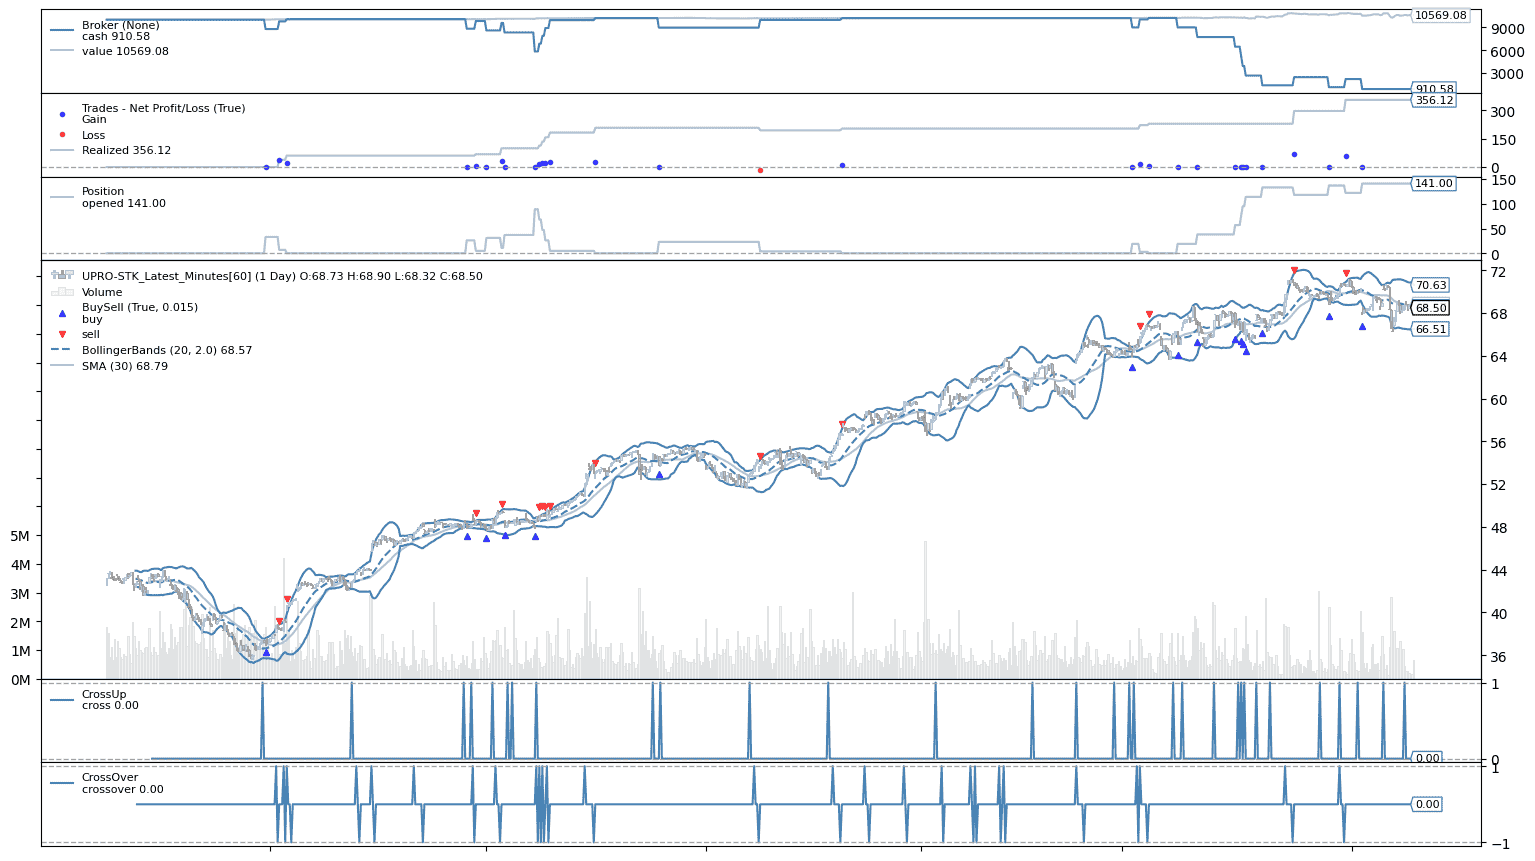 Broker (None)
cash 910.58
value 10569.08
10569.08
9000
6000
3000
910.58
Trades - Net Profit/Loss (True)
Gain
Loss
Realized 356.12
356.12
300
150
0
Position
opened 141.00
150
141.00
100
50
0
UPRO-STK_Latest_Minutes[60] (1 Day) O:68.73 H:68.90 L:68.32 C:68.50
Volume
BuySell (True, 0.015)
buy
sell
BollingerBands (20, 2.0) 68.57
SMA (30) 68.79
72
70.63
68.50
68
66.51
64
60
56
52
48
44
40
36
5M
4M
3M
2M
1M
0M
CrossUp
cross 0.00
1
0.00
0
CrossOver
crossover 0.00
1
0.00
−1